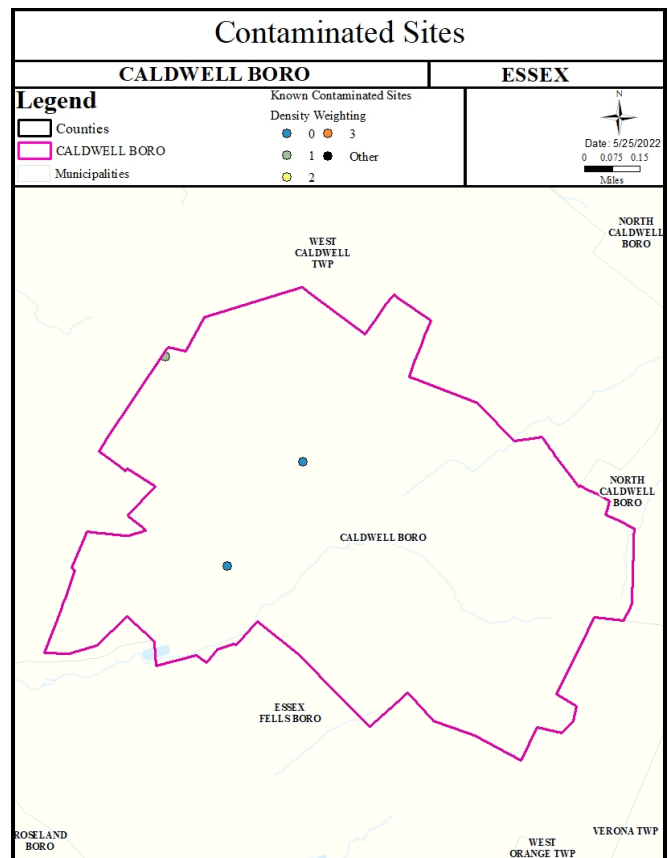 Contaminated Sites
CALDWELL BORO
ESSEX
Legend
Counties
CALDWELL BORO
Municipalities
Known Contaminated Sites
Density Weighting
0 3
1 Other
2
N
Date: 5/25/2022
0 0.075 0.15
Miles
NORTH
CALDWELL
BORO
WEST
CALDWELL
TWP
NORTH
CALDWELL
BORO
CALDWELL BORO
ESSEX
FELLS BORO
ROSELAND
BORO
VERONA TWP
WEST
ORANGE TWP